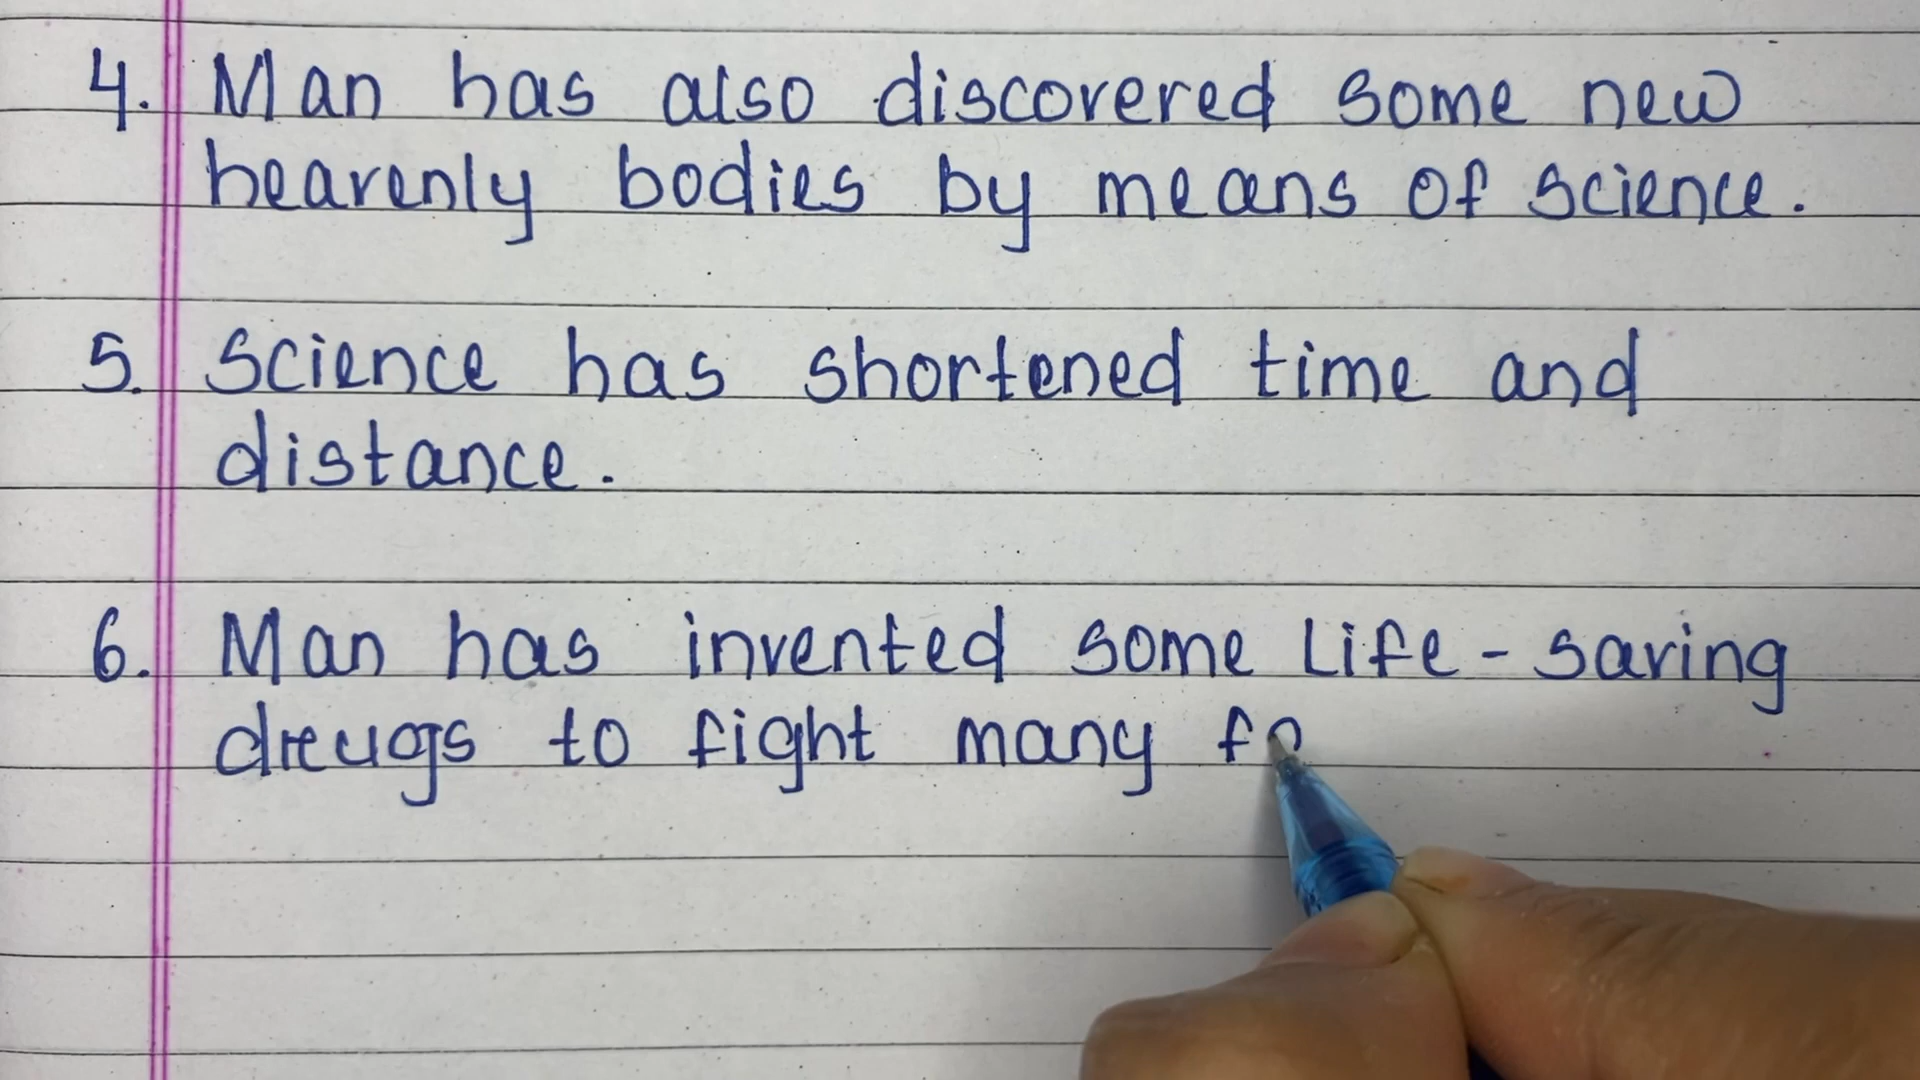 4. Man has also discovered some new
heavenly bodies by means of science.
5. Science has shortened time and
distance.
6. Man has invented some Life - saving
drugs to fight many